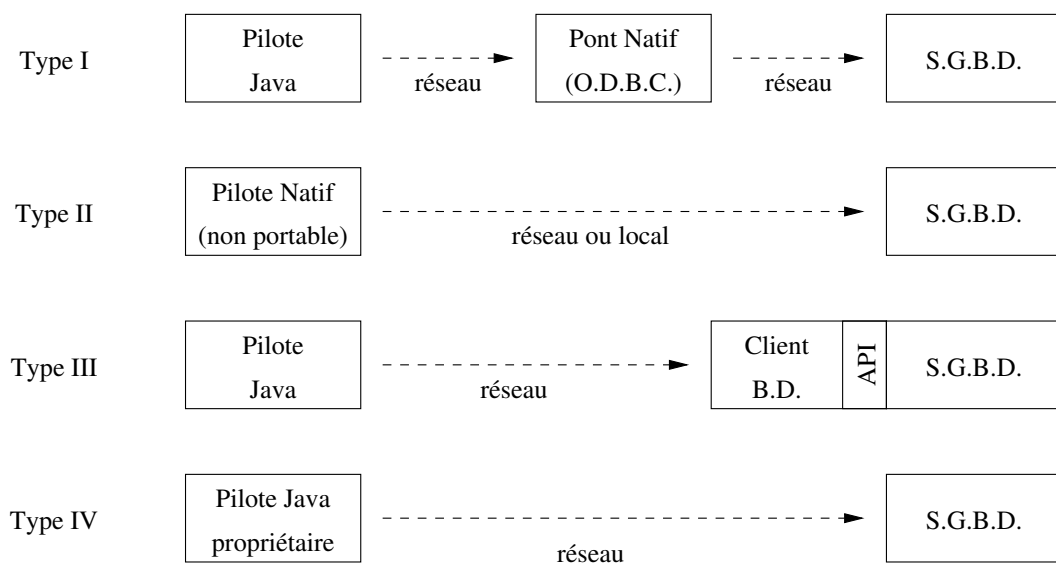 Type I
Pilote
Java
réseau
Pont Natif
(O.D.B.C.)
réseau
S.G.B.D.
Type II
Pilote Natif
(non portable)
réseau ou local
S.G.B.D.
Type III
Pilote
Java
réseau
Client
B.D.
API
S.G.B.D.
Type IV
Pilote Java
propriétaire
réseau
S.G.B.D.